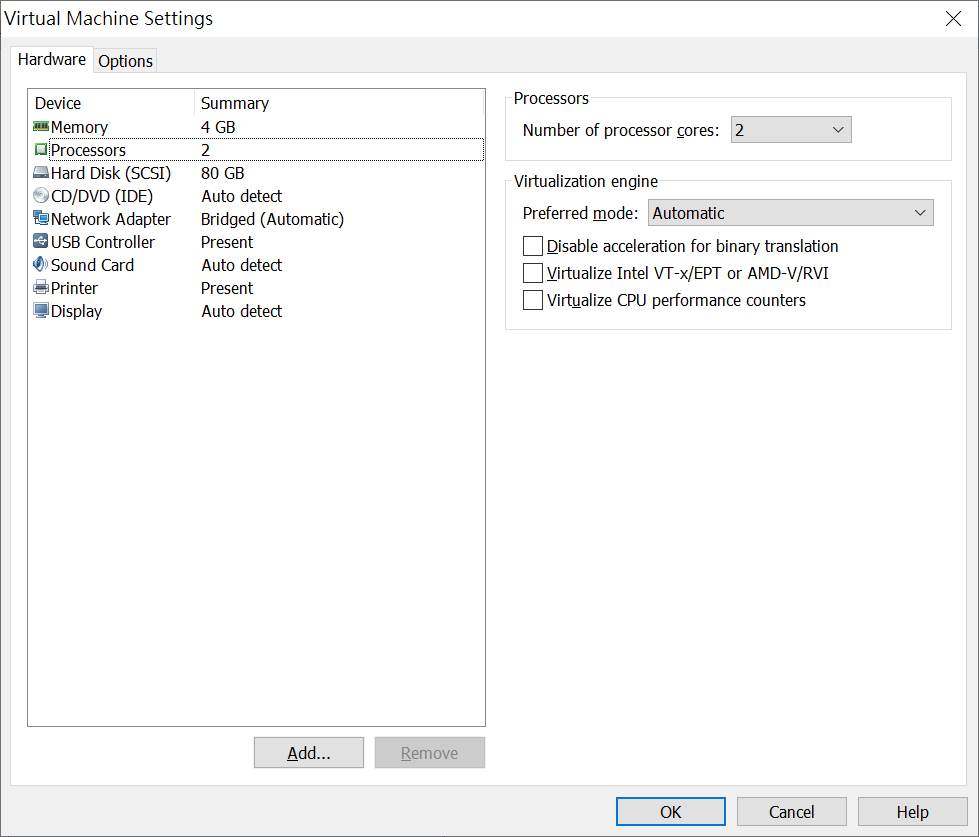 Virtual Machine Settings
Hardware Options
Device Summary
Memory 4 GB
Processors 2
Hard Disk (SCSI) 80 GB
CD/DVD (IDE) Auto detect
Network Adapter Bridged (Automatic)
USB Controller Present
Sound Card Auto detect
Printer Present
Display Auto detect
Add... Remove
Processors
Number of processor cores: 2
Virtualization engine
Preferred mode: Automatic
Disable acceleration for binary translation
Virtualize Intel VT-x/EPT or AMD-V/RVI
Virtualize CPU performance counters
OK Cancel Help